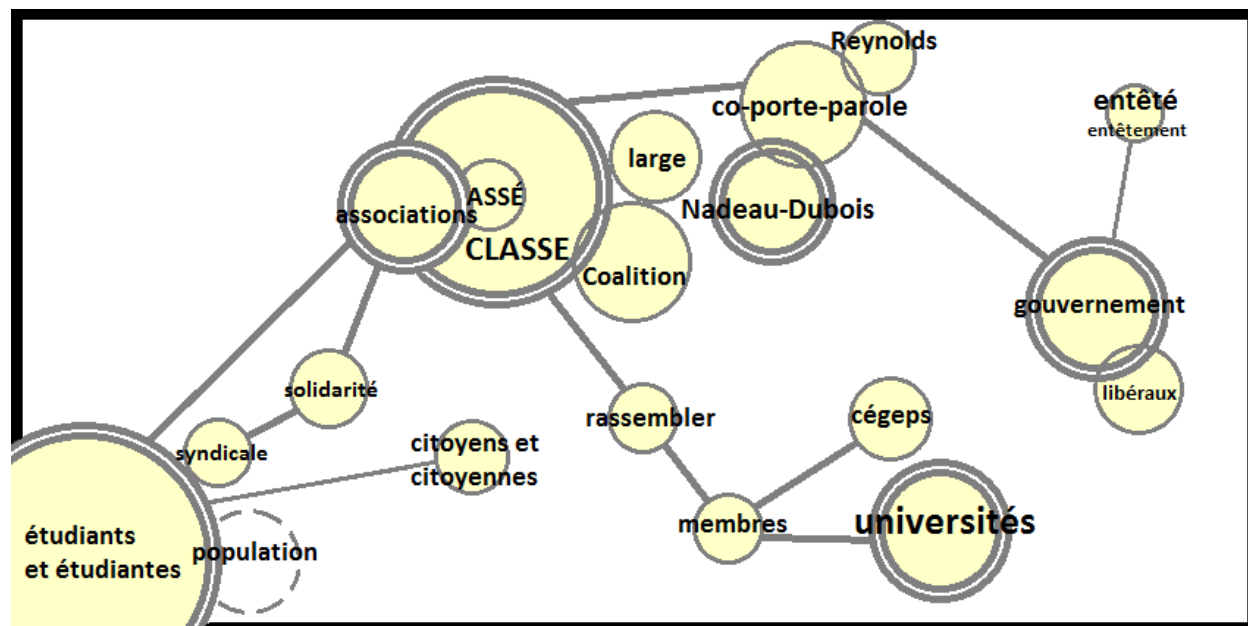 Reynolds
co-porte-parole
entêté
entêtement
large
ASSÉ
associations
Nadeau-Dubois
CLASSE
Coalition
gouvernement
solidarité
libéraux
rassembler
cégeps
syndicale
citoyens et
citoyennes
membres
universités
étudiants
et étudiantes
population